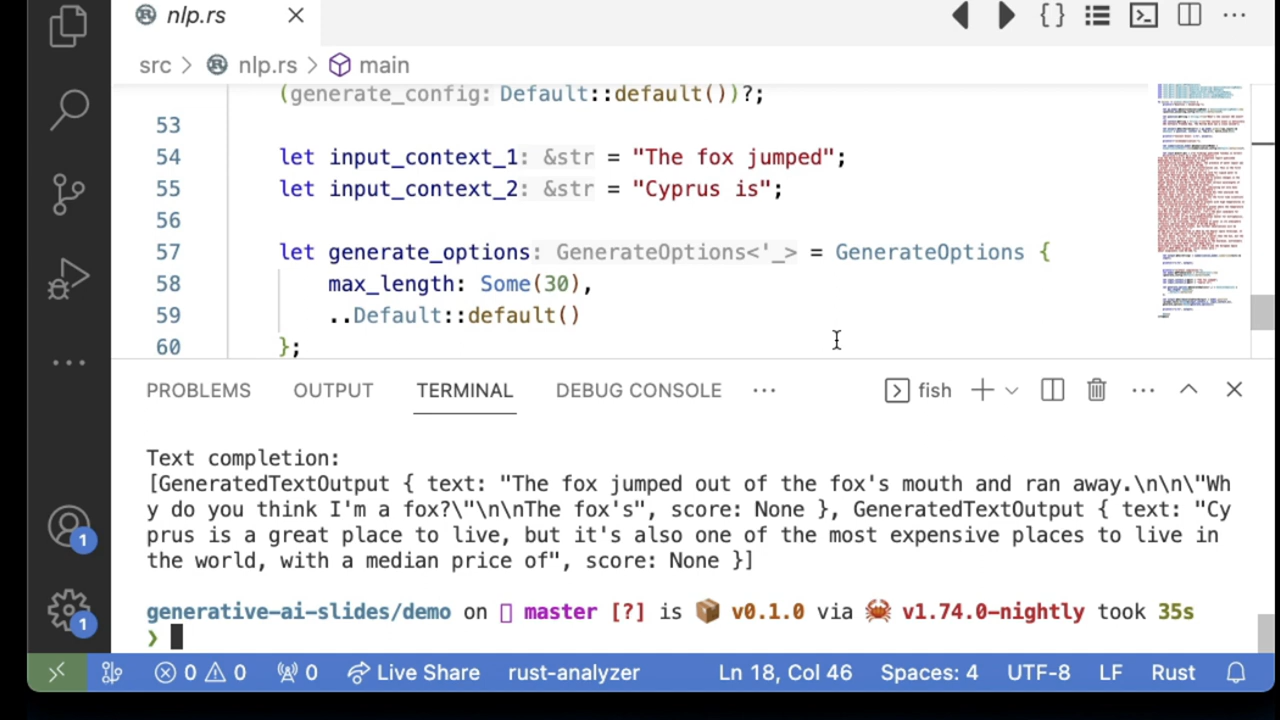 nlp.rs
src > nlp.rs > main
(generate_config: Default::default())?;
53
54 let input_context_1: &str = "The fox jumped";
55 let input_context_2: &str = "Cyprus is";
56
57 let generate_options: GenerateOptions<'_> = GenerateOptions {
58 max_length: Some(30),
59 ..Default::default()
60 };
PROBLEMS OUTPUT TERMINAL DEBUG CONSOLE ··· fish
Text completion:
[GeneratedTextOutput { text: "The fox jumped out of the fox's mouth and ran away.\n\n\"Wh
y do you think I'm a fox?\"\n\nThe fox's", score: None }, GeneratedTextOutput { text: "Cy
prus is a great place to live, but it's also one of the most expensive places to live in
the world, with a median price of", score: None }]
generative-ai-slides/demo on master [?] is 📦 v0.1.0 via 🦀 v1.74.0-nightly took 35s
❯
1
1
0 0 0 Live Share rust-analyzer Ln 18, Col 46 Spaces: 4 UTF-8 LF Rust